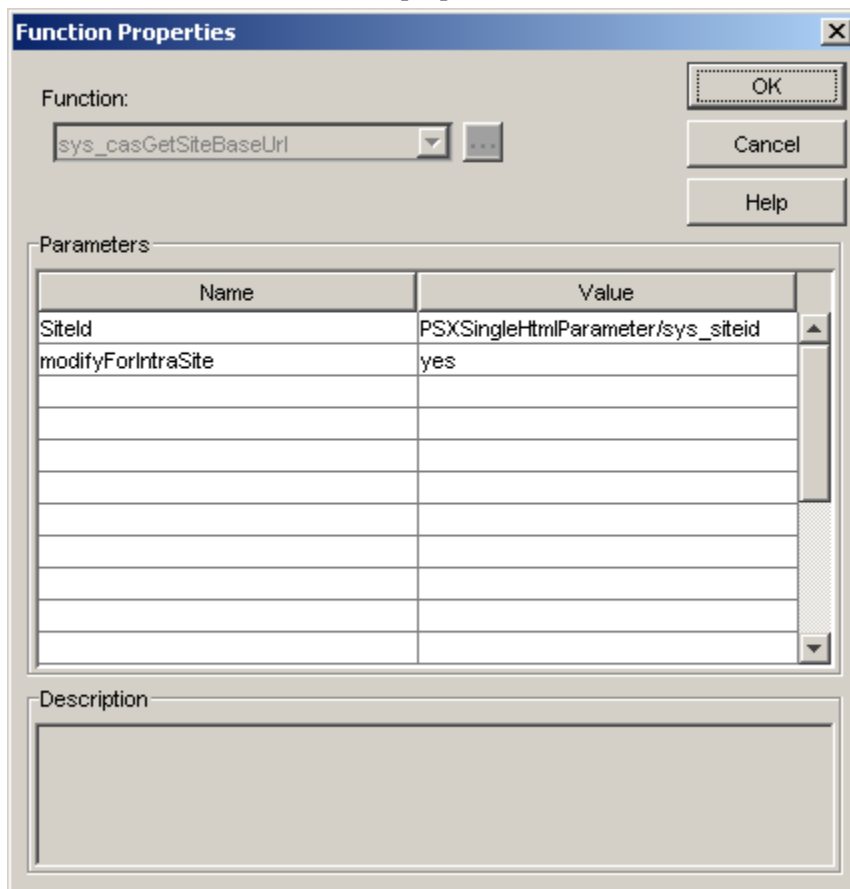 Function Properties
Function:
OK
sys_casGetSiteBaseUrl
...
Cancel
Help
Parameters
Name Value
SiteId PSXSingleHtmlParameter/sys_siteid
modifyForIntraSite yes
Description